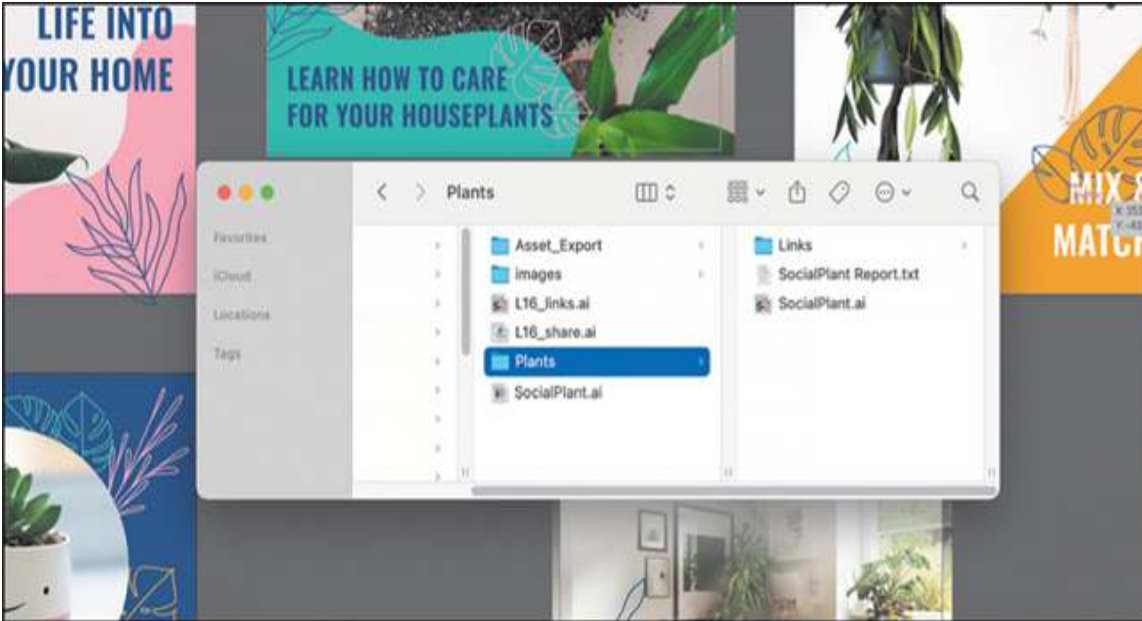 LIFE INTO
YOUR HOME
LEARN HOW TO CARE
FOR YOUR HOUSEPLANTS
MIX &
MATCH
Plants
Favorites
iCloud
Locations
Tags
Asset_Export
images
L16_links.ai
L16_share.ai
Plants
SocialPlant.ai
Links
SocialPlant Report.txt
SocialPlant.ai